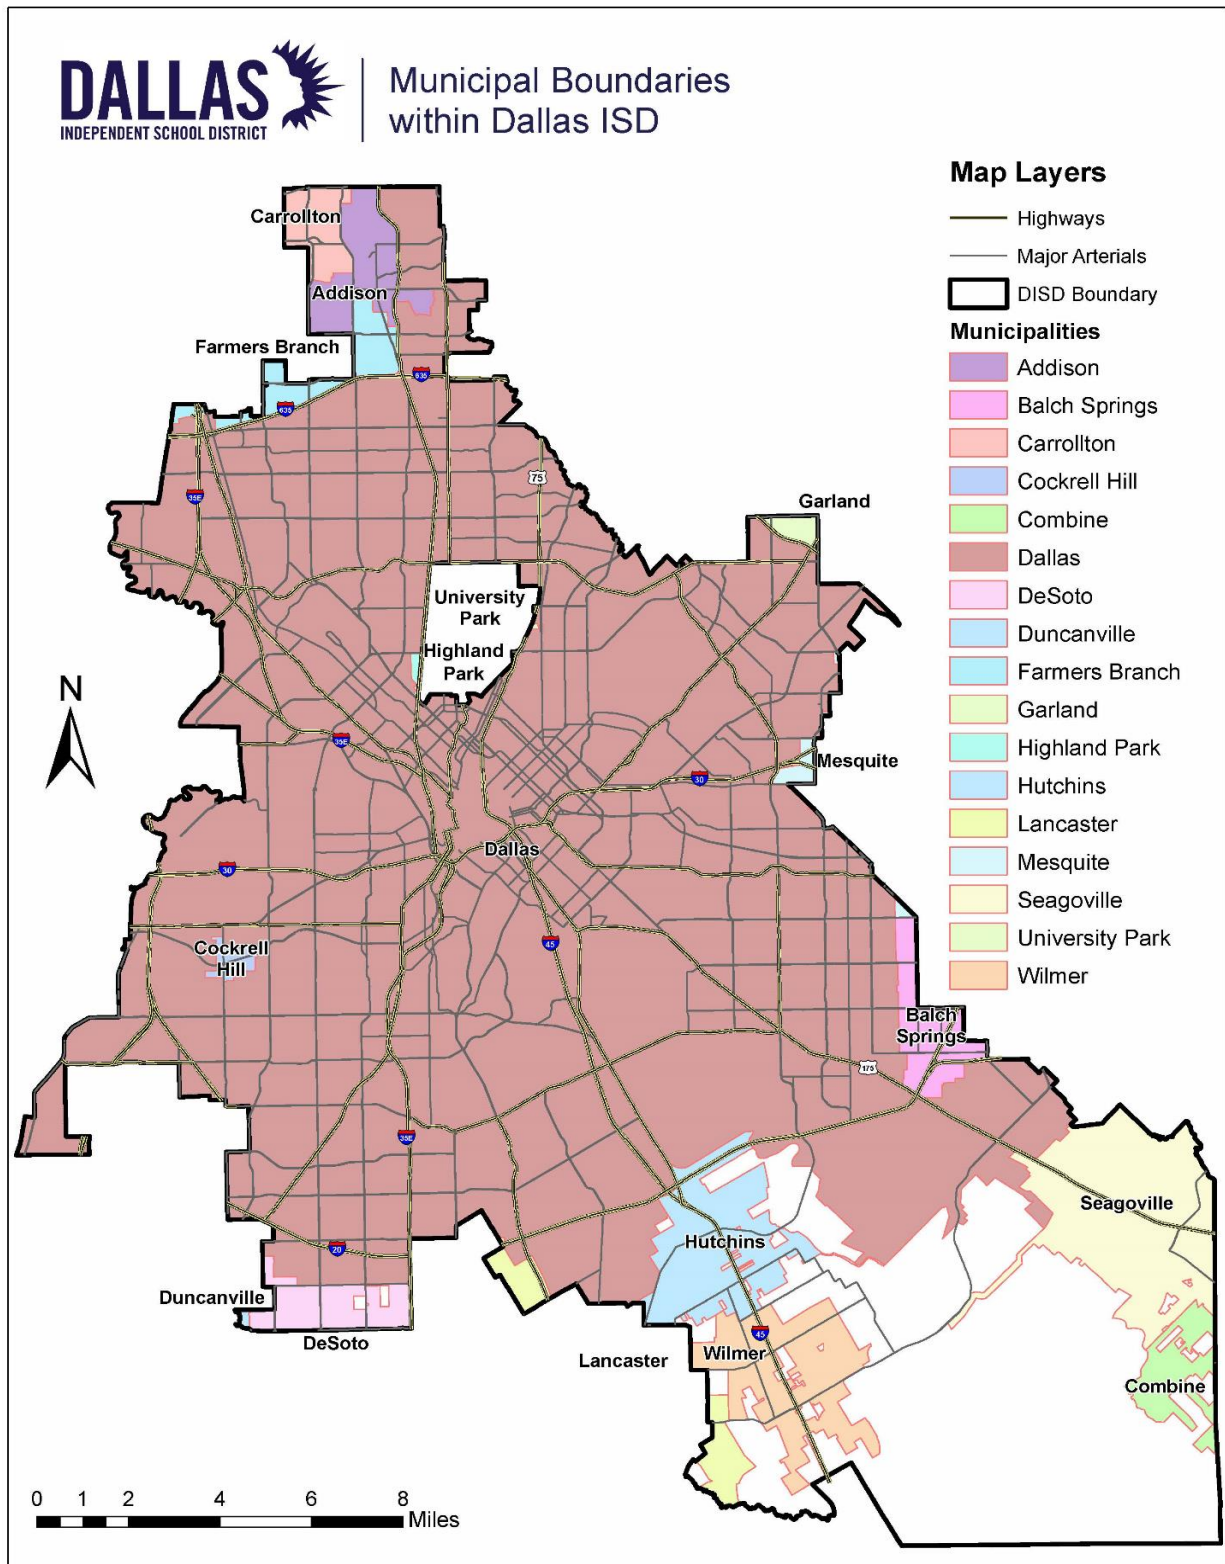 DALLAS
INDEPENDENT SCHOOL DISTRICT
Municipal Boundaries
within Dallas ISD
Map Layers
Highways
Major Arterials
DISD Boundary
Municipalities
Addison
Balch Springs
Carrollton
Cockrell Hill
Combine
Dallas
DeSoto
Duncanville
Farmers Branch
Garland
Highland Park
Hutchins
Lancaster
Mesquite
Seagoville
University Park
Wilmer
Carrollton
Addison
Farmers Branch
635
635
75
35E
Garland
University
Park
Highland
Park
N
35E
Mesquite
30
Dallas
30
45
Cockrell
Hill
Balch
Springs
175
35E
Seagoville
Hutchins
20
Duncanville
DeSoto
45
Lancaster
Wilmer
Combine
0 1 2 4 6 8
Miles